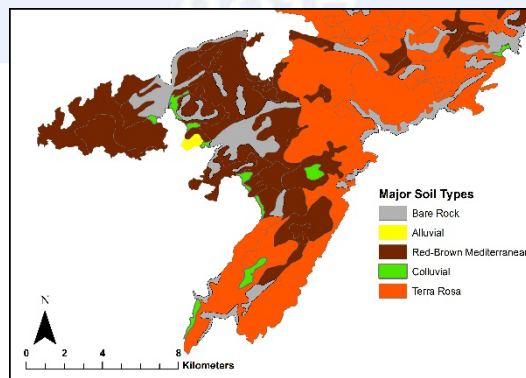 Major Soil Types
Bare Rock
Alluvial
Red-Brown Mediterranean
Colluvial
Terra Rosa
N
0 2 4 8
Kilometers